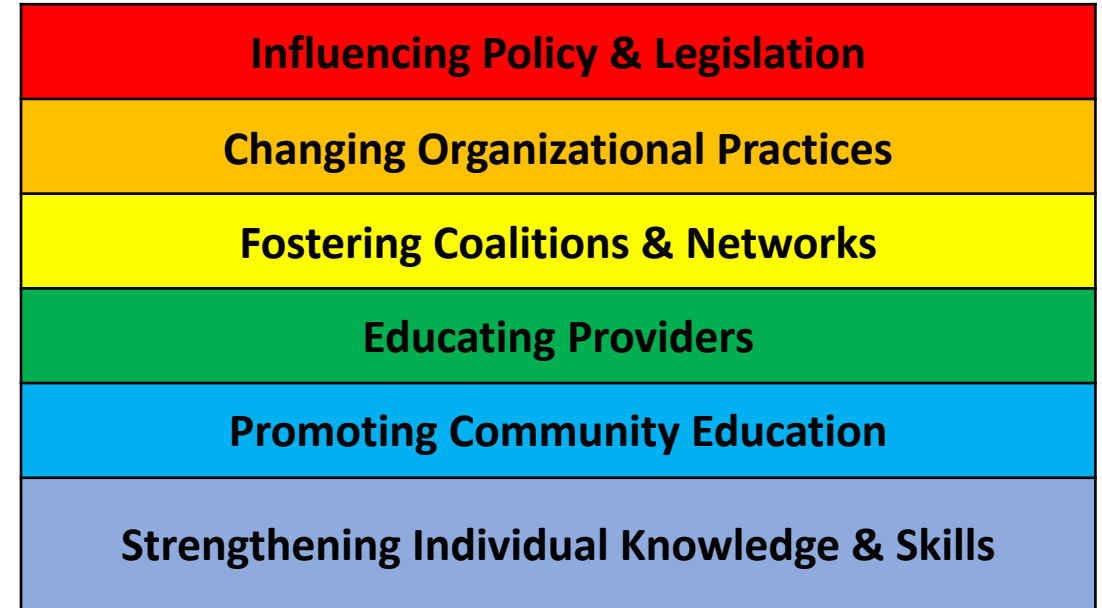 Influencing Policy & Legislation
Changing Organizational Practices
Fostering Coalitions & Networks
Educating Providers
Promoting Community Education
Strengthening Individual Knowledge & Skills